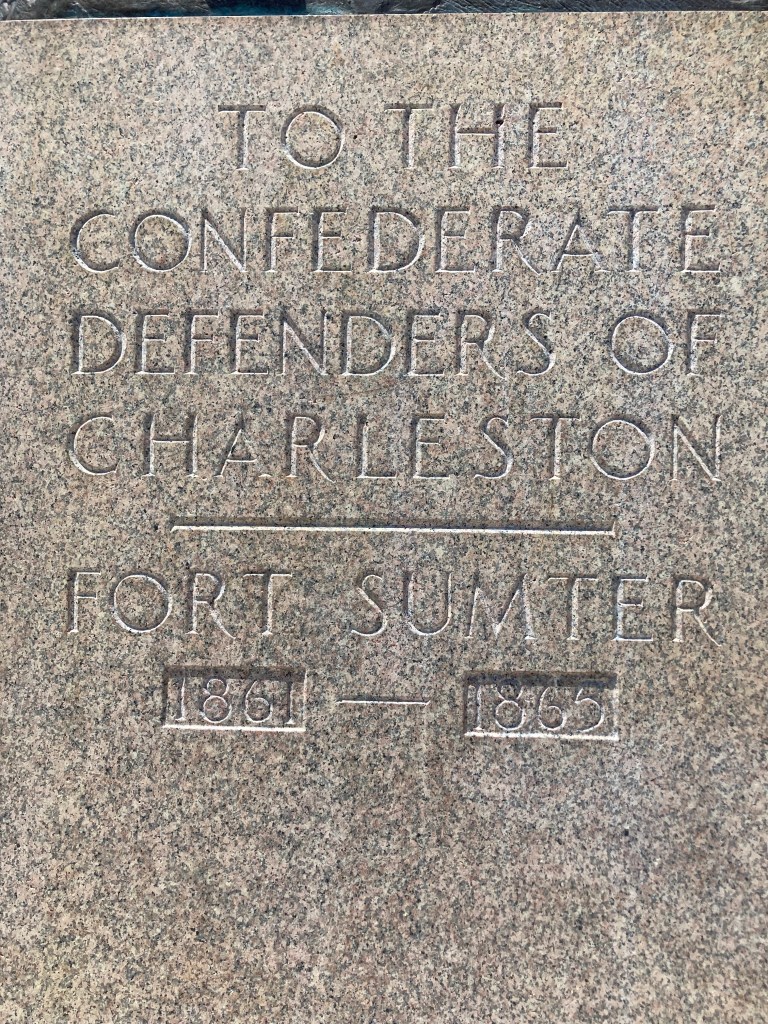 TO THE
CONFEDERATE
DEFENDERS OF
CHARLESTON
FORT SUMTER
1861 — 1865